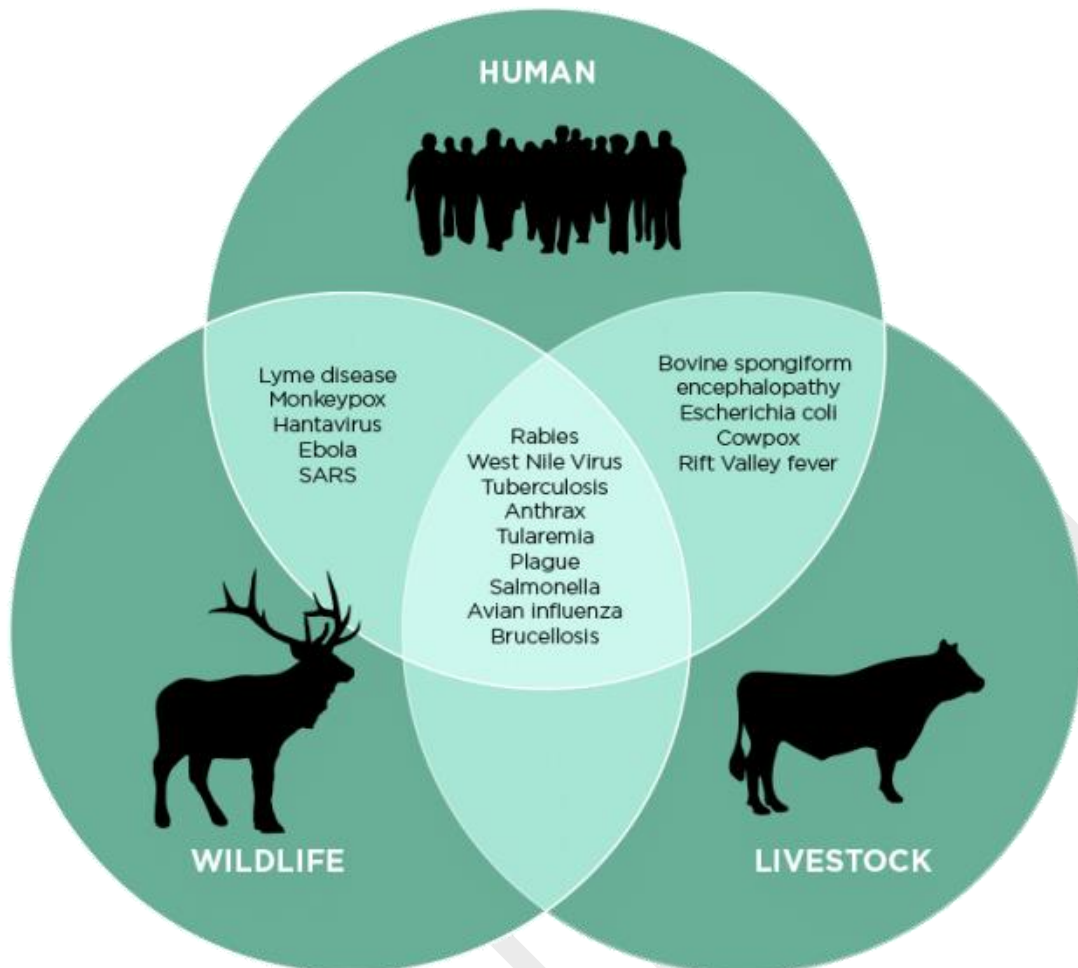 HUMAN
Lyme disease
Monkeypox
Hantavirus
Ebola
SARS
Bovine spongiform
encephalopathy
Escherichia coli
Cowpox
Rift Valley fever
Rabies
West Nile Virus
Tuberculosis
Anthrax
Tularemia
Plague
Salmonella
Avian influenza
Brucellosis
WILDLIFE
LIVESTOCK